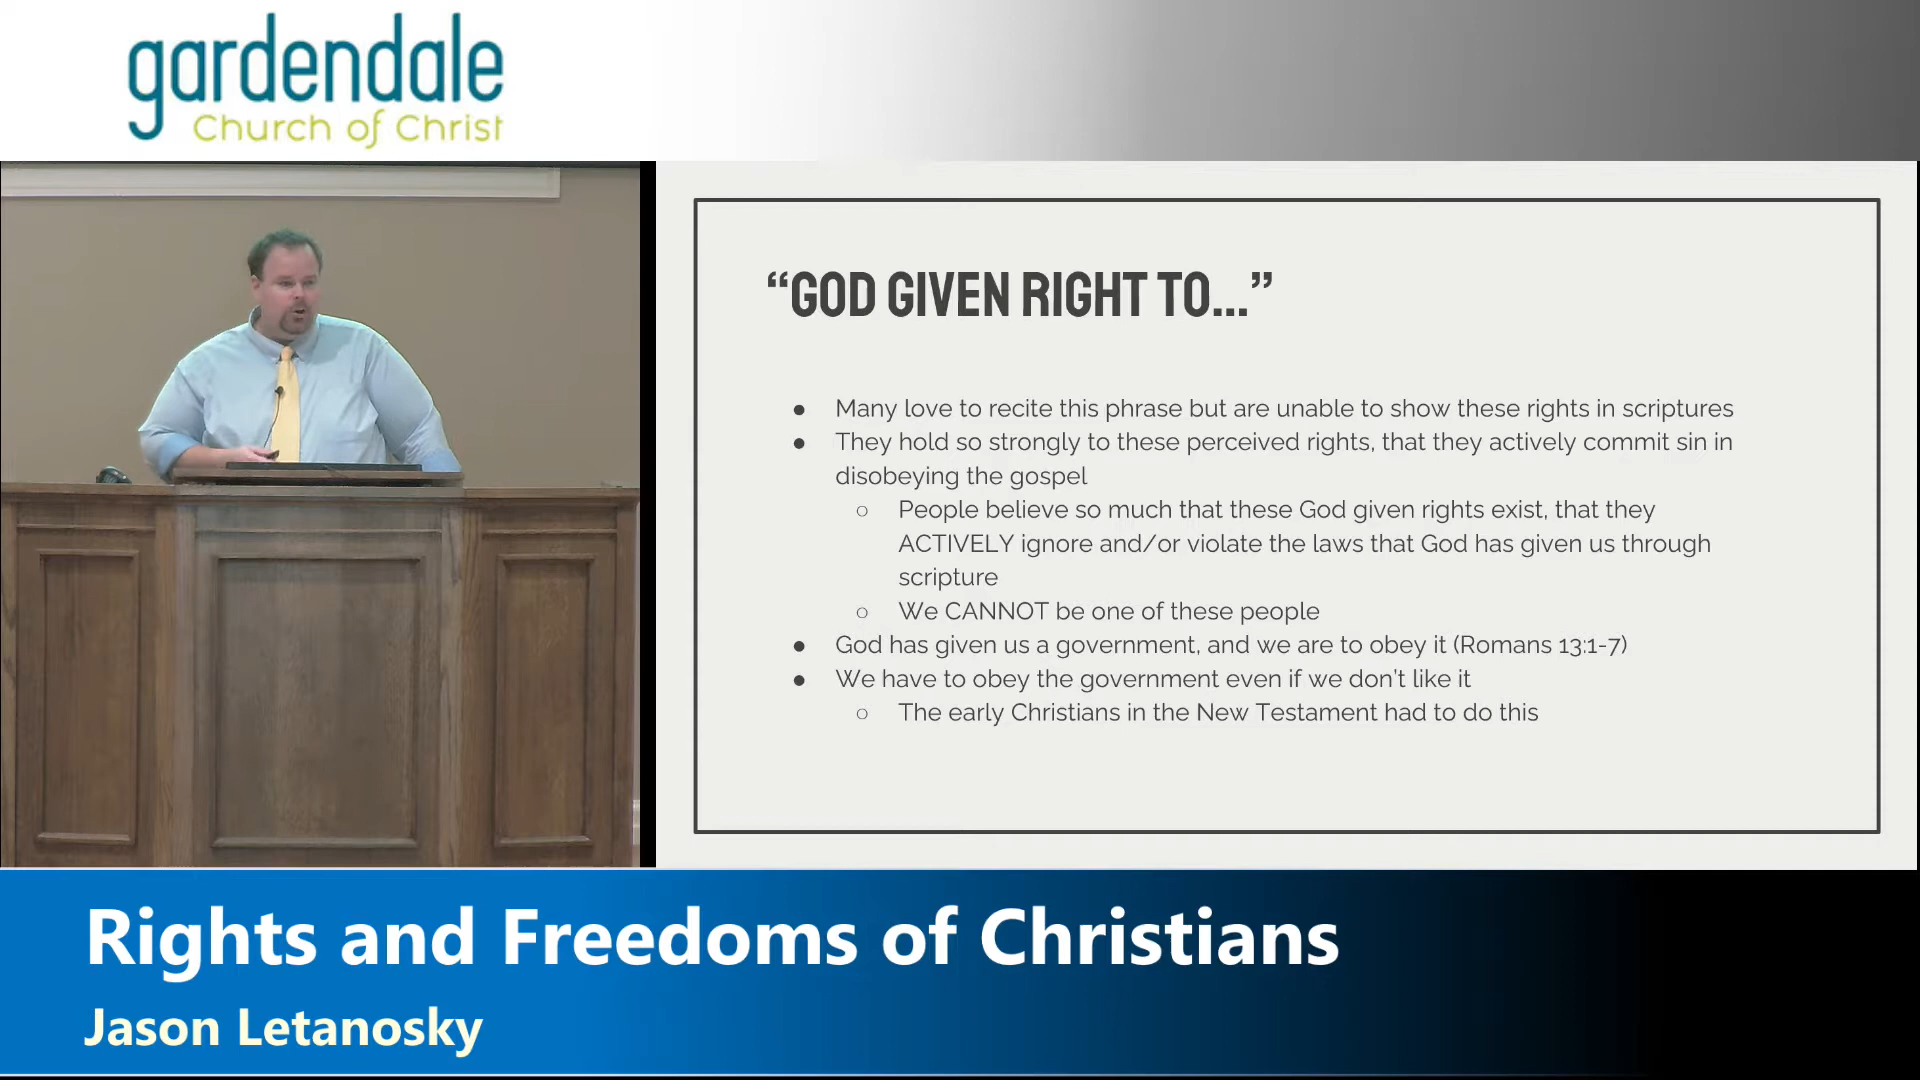 gardendale
Church of Christ
“GOD GIVEN RIGHT TO...”
● Many love to recite this phrase but are unable to show these rights in scriptures
● They hold so strongly to these perceived rights, that they actively commit sin in
disobeying the gospel
○ People believe so much that these God given rights exist, that they
ACTIVELY ignore and/or violate the laws that God has given us through
scripture
○ We CANNOT be one of these people
● God has given us a government, and we are to obey it (Romans 13:1-7)
● We have to obey the government even if we don’t like it
○ The early Christians in the New Testament had to do this
Rights and Freedoms of Christians
Jason Letanosky